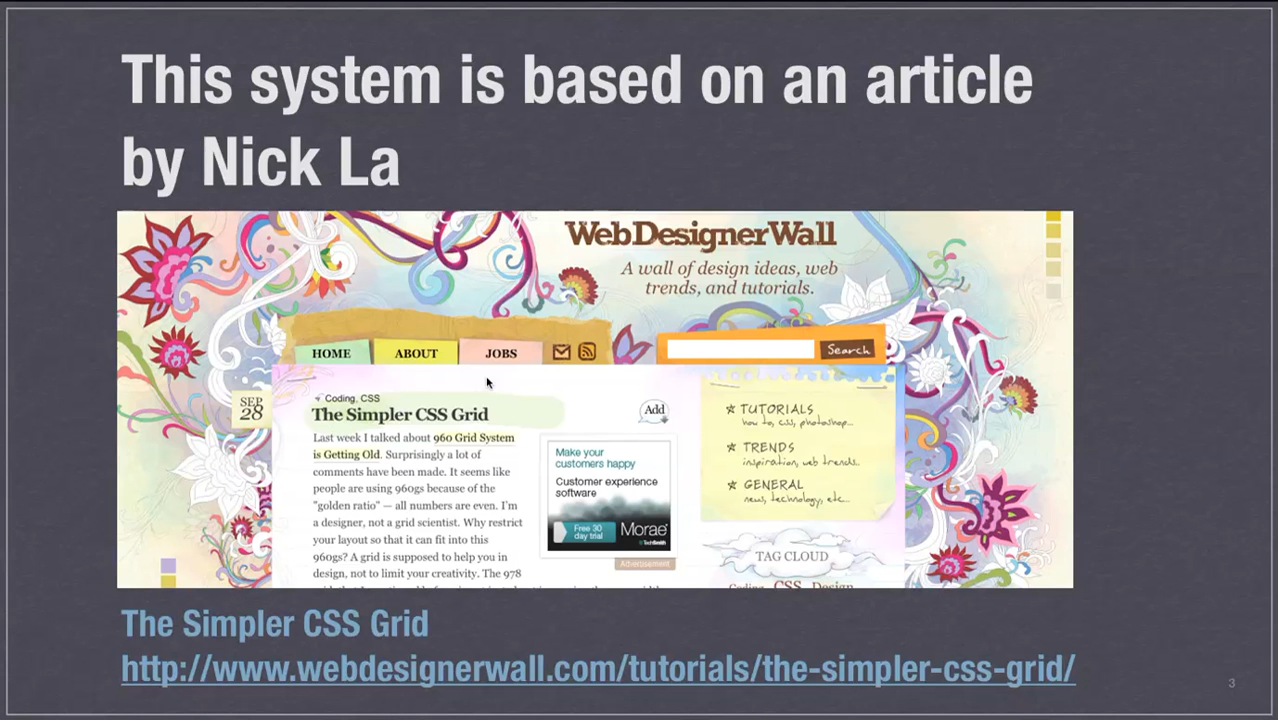 This system is based on an article
by Nick La
WebDesignerWall
A wall of design ideas, web
trends, and tutorials.
HOME
ABOUT
JOBS
Search
SEP
28
Coding, CSS
The Simpler CSS Grid
Add
Last week I talked about 960 Grid System
is Getting Old. Surprisingly a lot of
comments have been made. It seems like
people are using 960gs because of the
"golden ratio" — all numbers are even. I'm
a designer, not a grid scientist. Why restrict
your layout so that it can fit into this
960gs? A grid is supposed to help you in
design, not to limit your creativity. The 978
Make your
customers happy
Customer experience
software
Free 30
day trial
Morae
TechSmith
Advertisement
TUTORIALS
how to, css, photoshop...
TRENDS
inspiration, web trends..
GENERAL
news, technology, etc...
TAG CLOUD
Coding CSS Design
The Simpler CSS Grid
http://www.webdesignerwall.com/tutorials/the-simpler-css-grid/
3